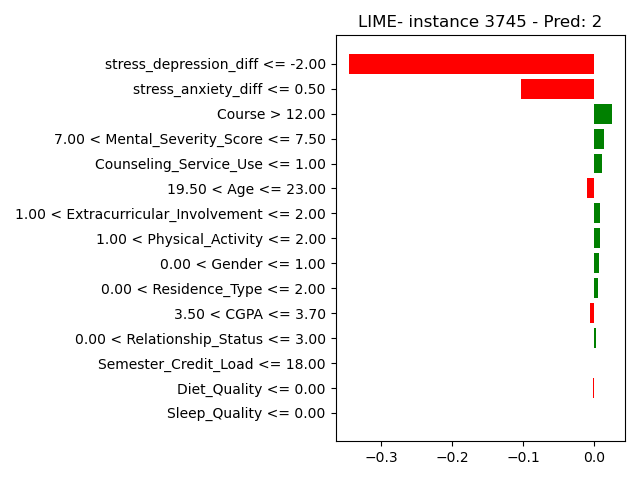 LIME- instance 3745 - Pred: 2
stress_depression_diff <= -2.00
stress_anxiety_diff <= 0.50
Course > 12.00
7.00 < Mental_Severity_Score <= 7.50
Counseling_Service_Use <= 1.00
19.50 < Age <= 23.00
1.00 < Extracurricular_Involvement <= 2.00
1.00 < Physical_Activity <= 2.00
0.00 < Gender <= 1.00
0.00 < Residence_Type <= 2.00
3.50 < CGPA <= 3.70
0.00 < Relationship_Status <= 3.00
Semester_Credit_Load <= 18.00
Diet_Quality <= 0.00
Sleep_Quality <= 0.00
−0.3 −0.2 −0.1 0.0